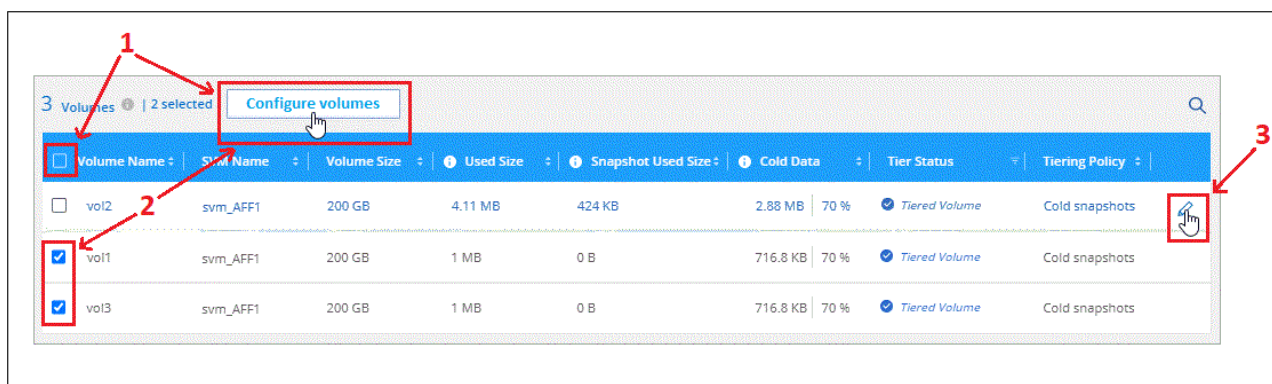 1
3 Volumes | 2 selected Configure volumes
3
Volume Name SVM Name Volume Size Used Size Snapshot Used Size Cold Data Tier Status Tiering Policy
2
vol2 svm_AFF1 200 GB 4.11 MB 424 KB 2.88 MB 70 % Tiered Volume Cold snapshots
vol1 svm_AFF1 200 GB 1 MB 0 B 716.8 KB 70 % Tiered Volume Cold snapshots
vol3 svm_AFF1 200 GB 1 MB 0 B 716.8 KB 70 % Tiered Volume Cold snapshots